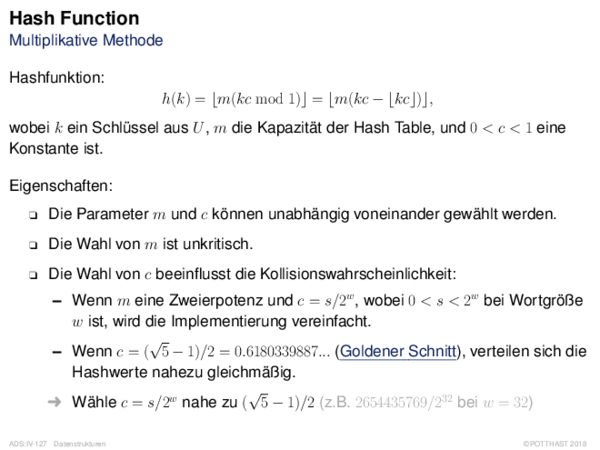 Hash Function
Multiplikative Methode
Hashfunktion:
h(k) = ⌊m(kc mod 1)⌋ = ⌊m(kc − ⌊kc⌋)⌋,
wobei k ein Schlüssel aus U, m die Kapazität der Hash Table, und 0 < c < 1 eine
Konstante ist.
Eigenschaften:
❑ Die Parameter m und c können unabhängig voneinander gewählt werden.
❑ Die Wahl von m ist unkritisch.
❑ Die Wahl von c beeinflusst die Kollisionswahrscheinlichkeit:
– Wenn m eine Zweierpotenz und c = s/2^w, wobei 0 < s < 2^w bei Wortgröße
w ist, wird die Implementierung vereinfacht.
– Wenn c = (√5 − 1)/2 = 0.6180339887... (Goldener Schnitt), verteilen sich die
Hashwerte nahezu gleichmäßig.
➜ Wähle c = s/2^w nahe zu (√5 − 1)/2 (z.B. 2654435769/2^32 bei w = 32)
ADS:IV-127 Datenstrukturen
©POTTHAST 2018